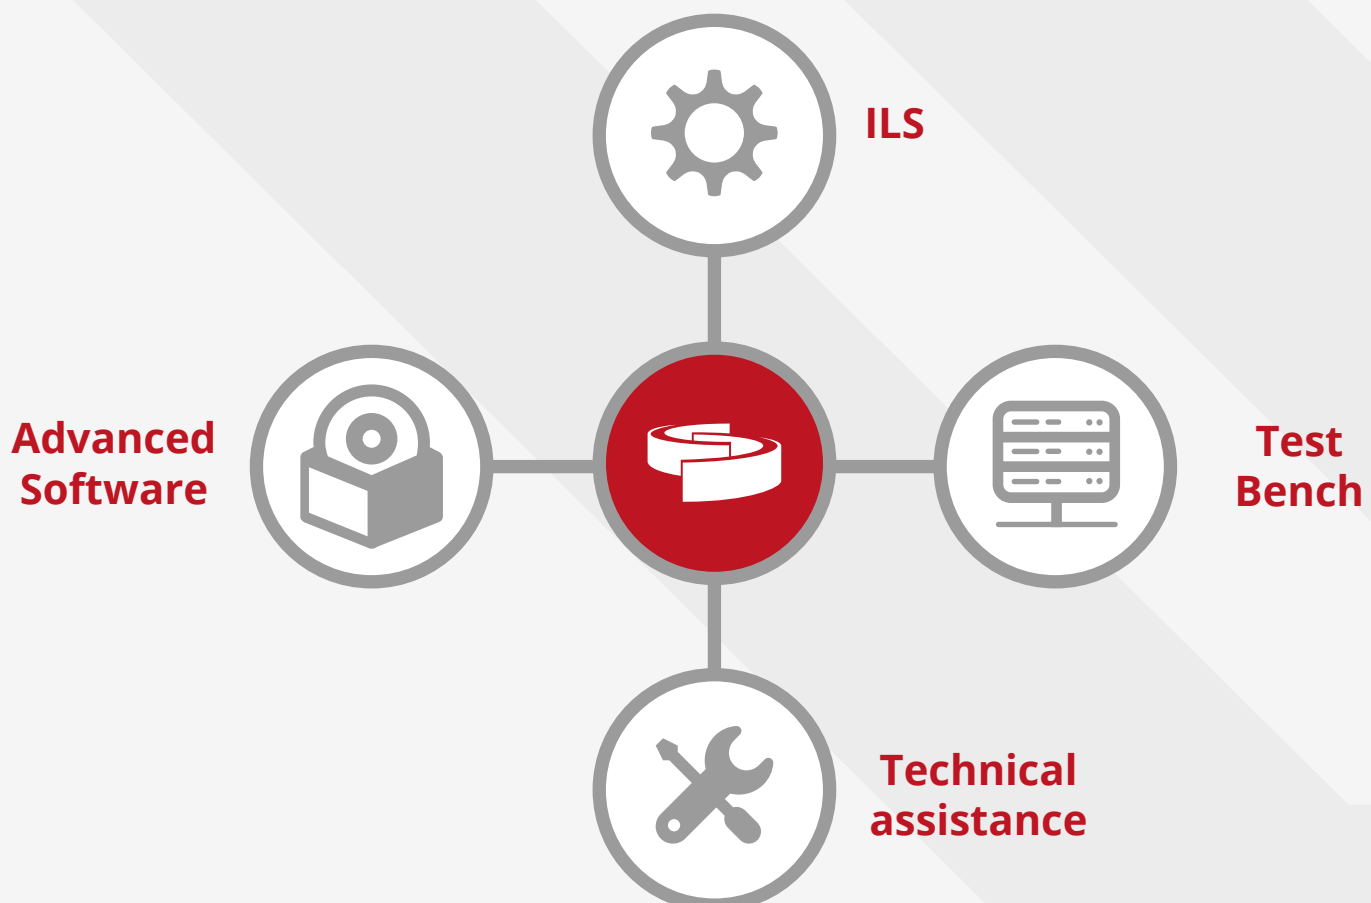 ILS
Advanced
Software
Test
Bench
Technical
assistance